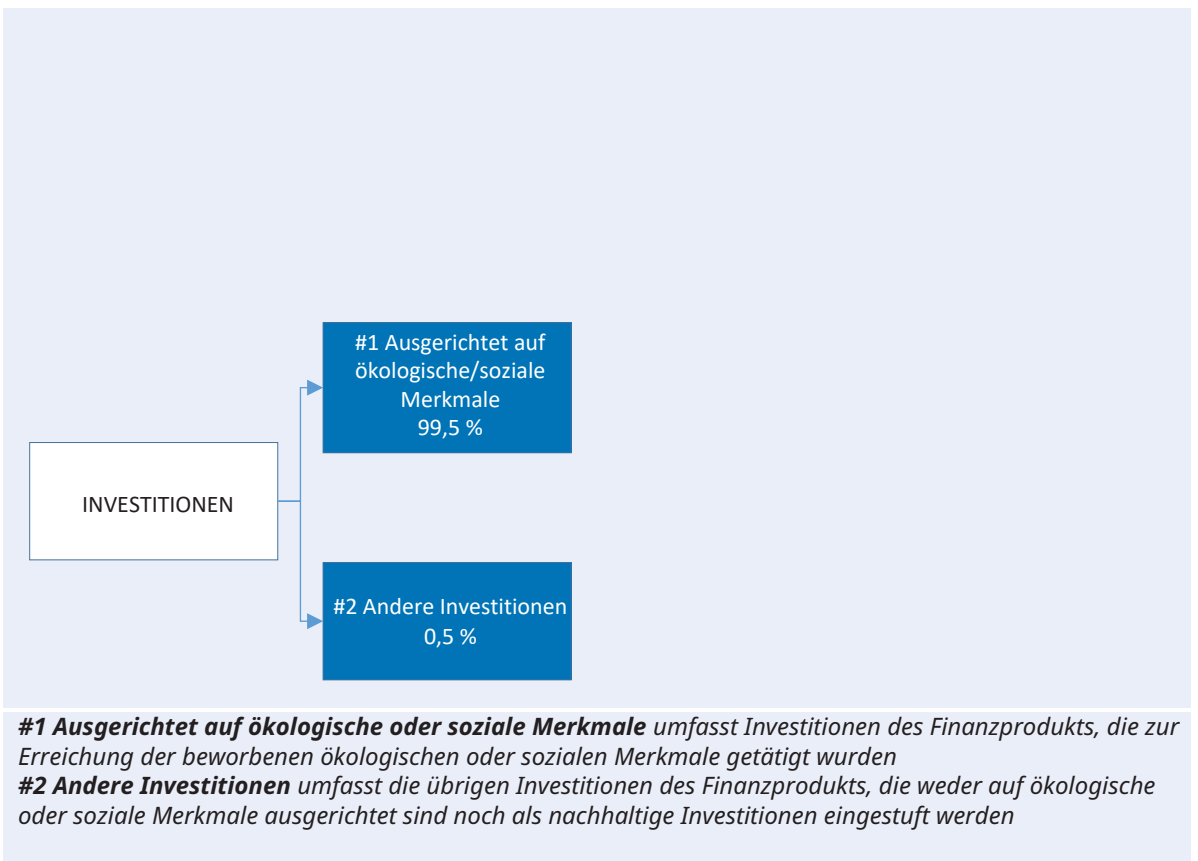 #1 Ausgerichtet auf
ökologische/soziale
Merkmale
99,5 %
INVESTITIONEN
#2 Andere Investitionen
0,5 %
#1 Ausgerichtet auf ökologische oder soziale Merkmale umfasst Investitionen des Finanzprodukts, die zur
Erreichung der beworbenen ökologischen oder sozialen Merkmale getätigt wurden
#2 Andere Investitionen umfasst die übrigen Investitionen des Finanzprodukts, die weder auf ökologische
oder soziale Merkmale ausgerichtet sind noch als nachhaltige Investitionen eingestuft werden